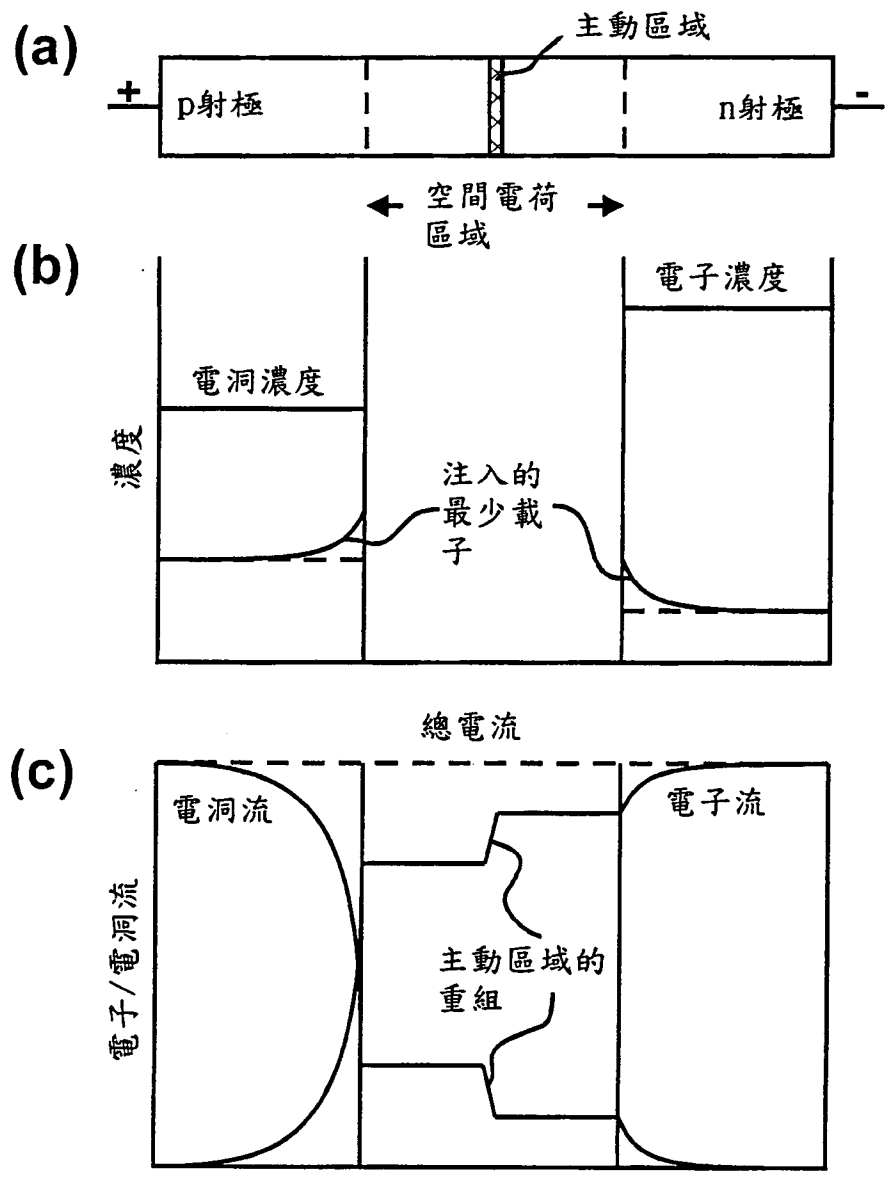 (a)
主動區域
+
p射極
n射極
-
空間電荷
區域
(b)
電子濃度
電洞濃度
濃度
注入的
最少載
子
總電流
(c)
電洞流
電子流
電子/電洞流
主動區域的
重組